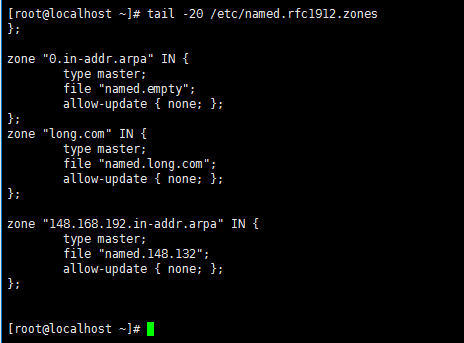 [root@localhost ~]# tail -20 /etc/named.rfc1912.zones
};
zone "0.in-addr.arpa" IN {
type master;
file "named.empty";
allow-update { none; };
};
zone "long.com" IN {
type master;
file "named.long.com";
allow-update { none; };
};
zone "148.168.192.in-addr.arpa" IN {
type master;
file "named.148.132";
allow-update { none; };
};
[root@localhost ~]#